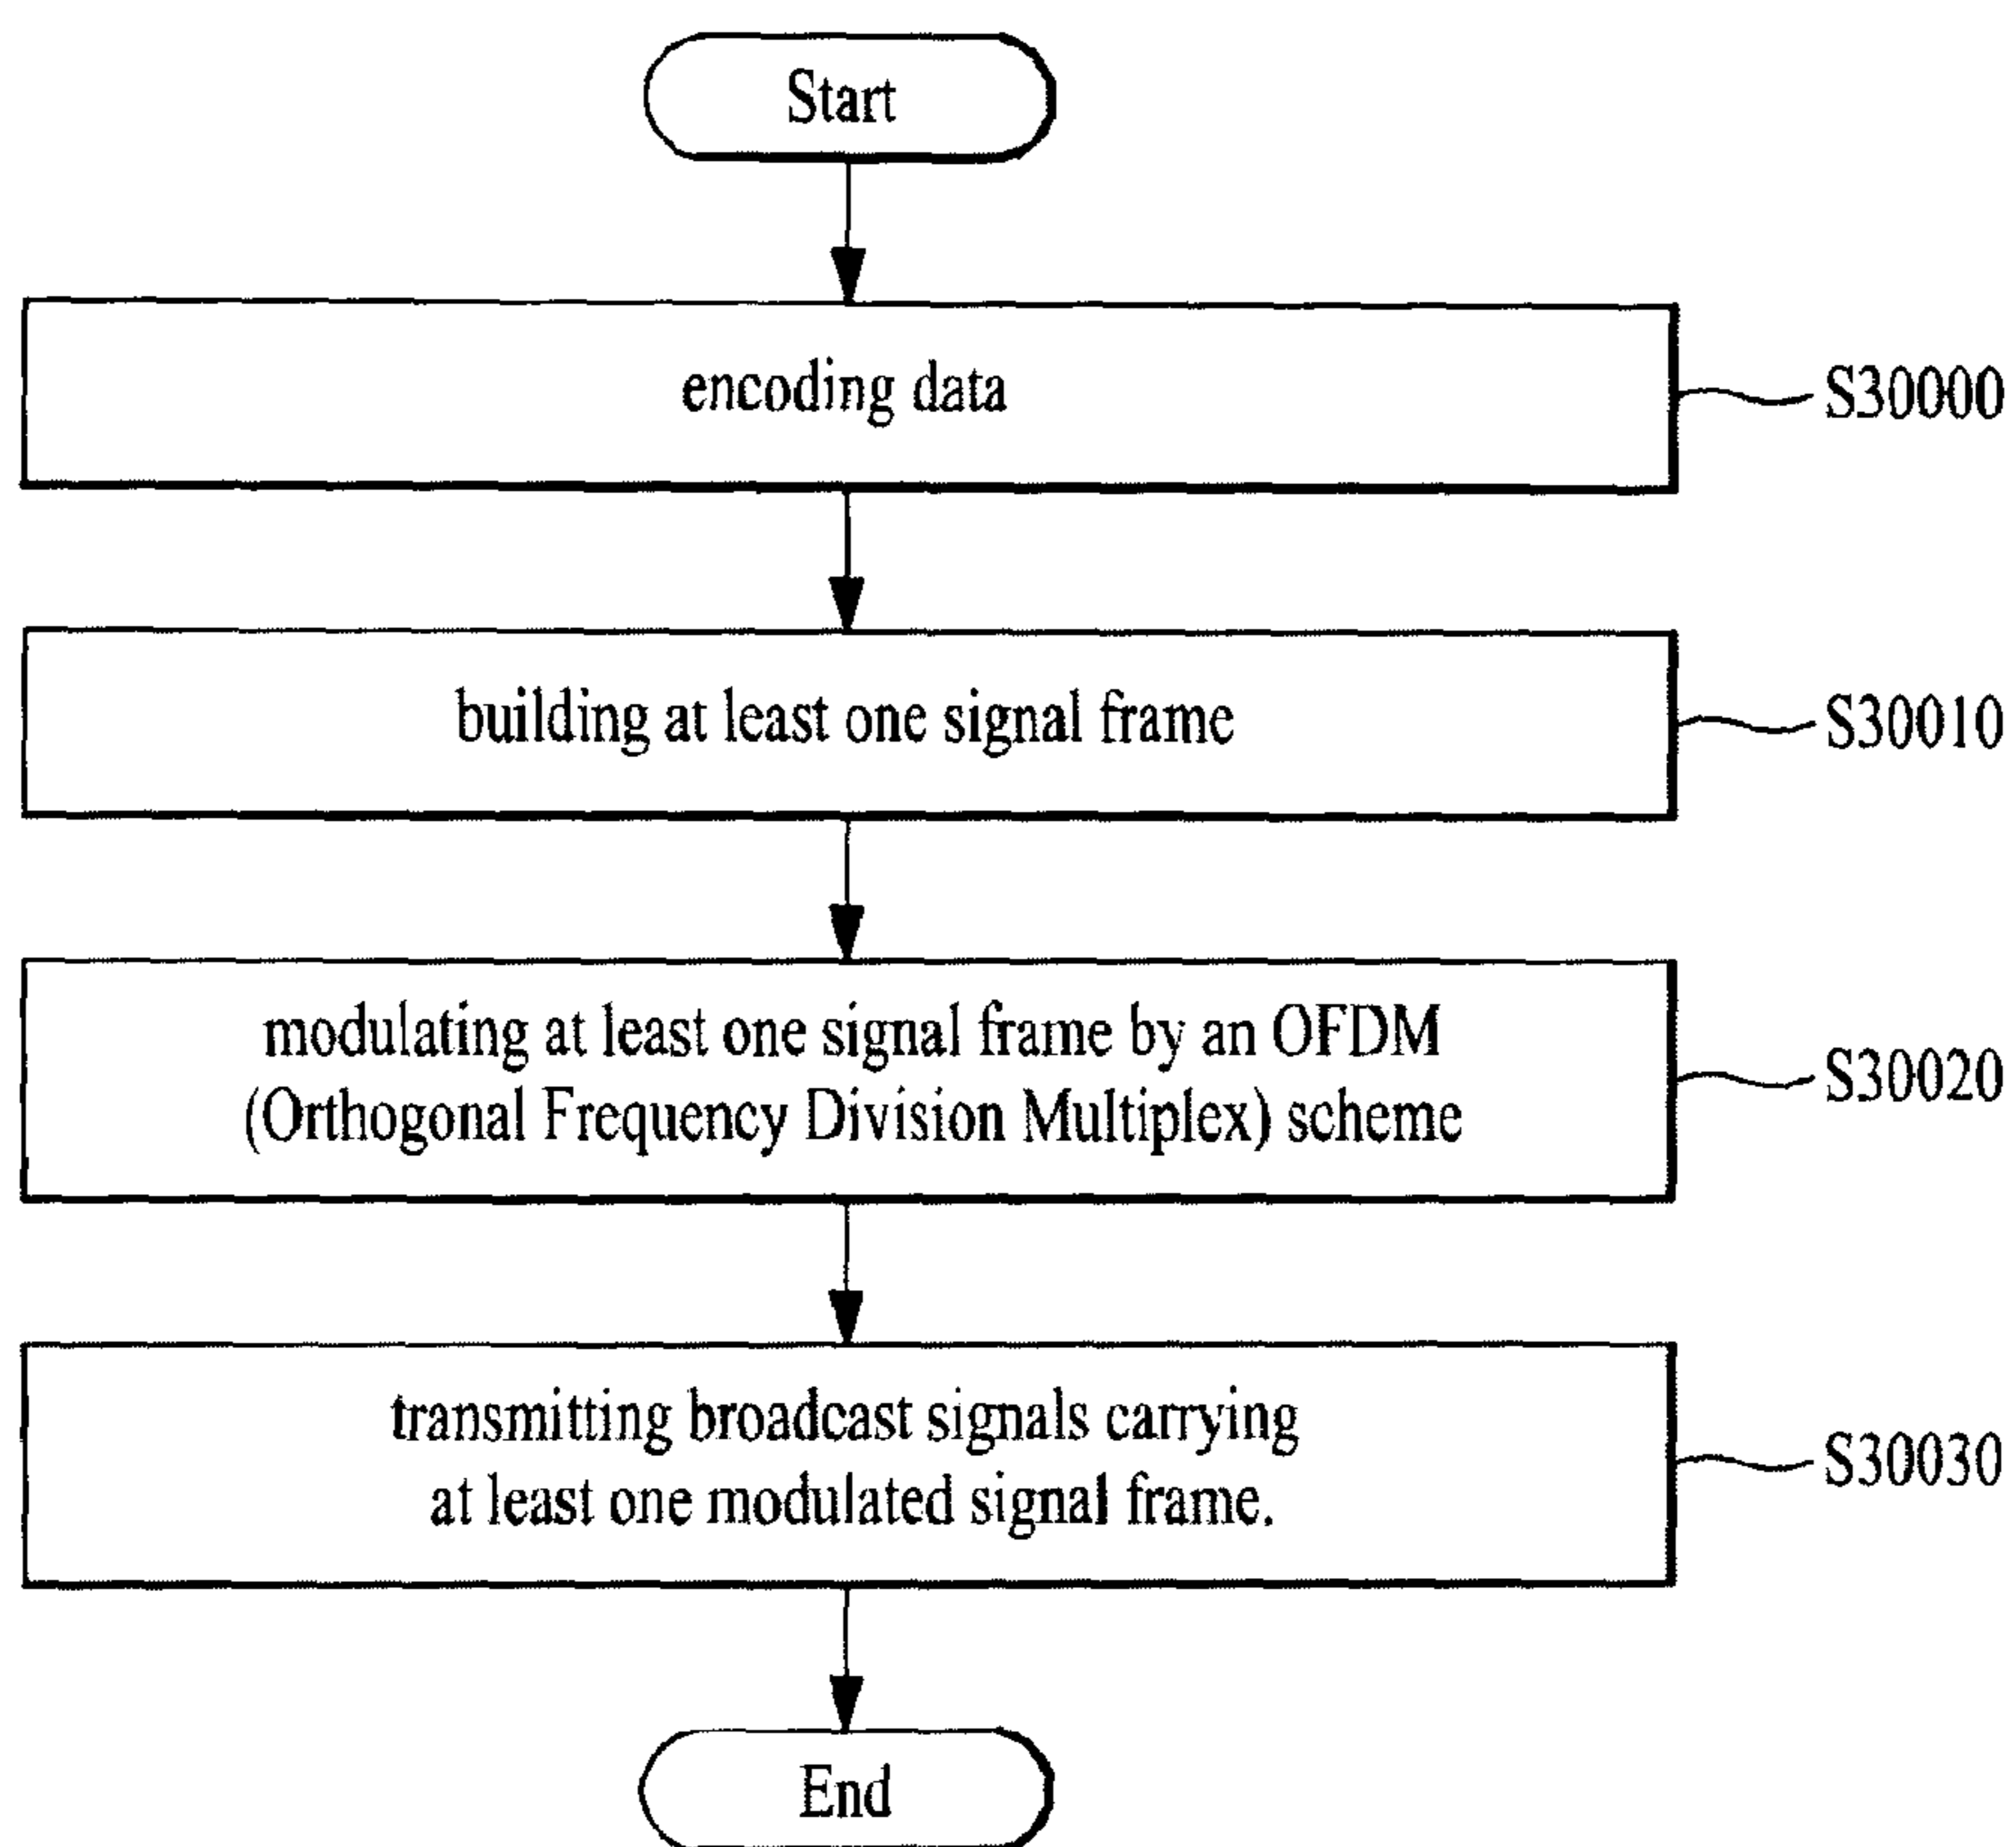 Start
encoding data
S30000
building at least one signal frame
S30010
modulating at least one signal frame by an OFDM
(Orthogonal Frequency Division Multiplex) scheme
S30020
transmitting broadcast signals carrying
at least one modulated signal frame.
S30030
End